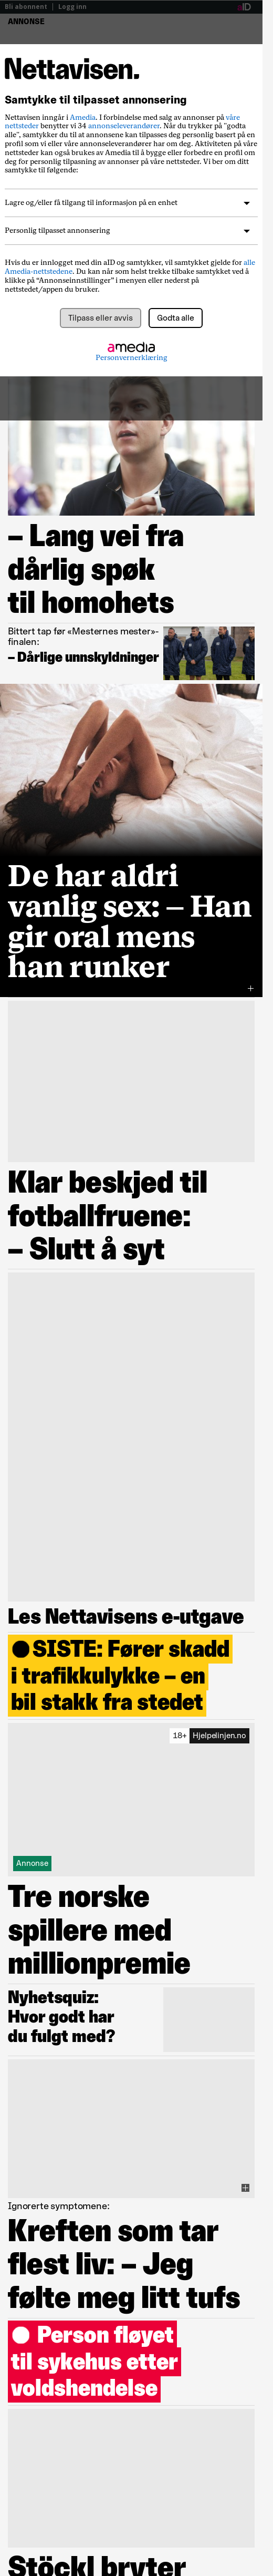 Bli abonnent | Logg inn
aID
ANNONSE
Nettavisen.
Samtykke til tilpasset annonsering
Nettavisen inngår i Amedia. I forbindelse med salg av annonser på våre
nettsteder benytter vi 34 annonseleverandører. Når du trykker på "godta
alle", samtykker du til at annonsene kan tilpasses deg personlig basert på en
profil som vi eller våre annonseleverandører har om deg. Aktiviteten på våre
nettsteder kan også brukes av Amedia til å bygge eller forbedre en profil om
deg for personlig tilpasning av annonser på våre nettsteder. Vi ber om ditt
samtykke til følgende:
Lagre og/eller få tilgang til informasjon på en enhet
Personlig tilpasset annonsering
Hvis du er innlogget med din aID og samtykker, vil samtykket gjelde for alle
Amedia-nettstedene. Du kan når som helst trekke tilbake samtykket ved å
klikke på “Annonseinnstillinger” i menyen nederst på
nettstedet/appen du bruker.
Tilpass eller avvis
Godta alle
amedia
Personvernerklæring
– Lang vei fra
dårlig spøk
til homohets
Bittert tap før «Mesternes mester»-
finalen:
– Dårlige unnskyldninger
De har aldri
vanlig sex: – Han
gir oral mens
han runker
Klar beskjed til
fotballfruene:
– Slutt å syt
Les Nettavisens e-utgave
SISTE: Fører skadd
i trafikkulykke – en
bil stakk fra stedet
18+ Hjelpelinjen.no
Annonse
Tre norske
spillere med
millionpremie
Nyhetsquiz:
Hvor godt har
du fulgt med?
Ignorerte symptomene:
Kreften som tar
flest liv: – Jeg
følte meg litt tufs
Person fløyet
til sykehus etter
voldshendelse
Stöckl bryter